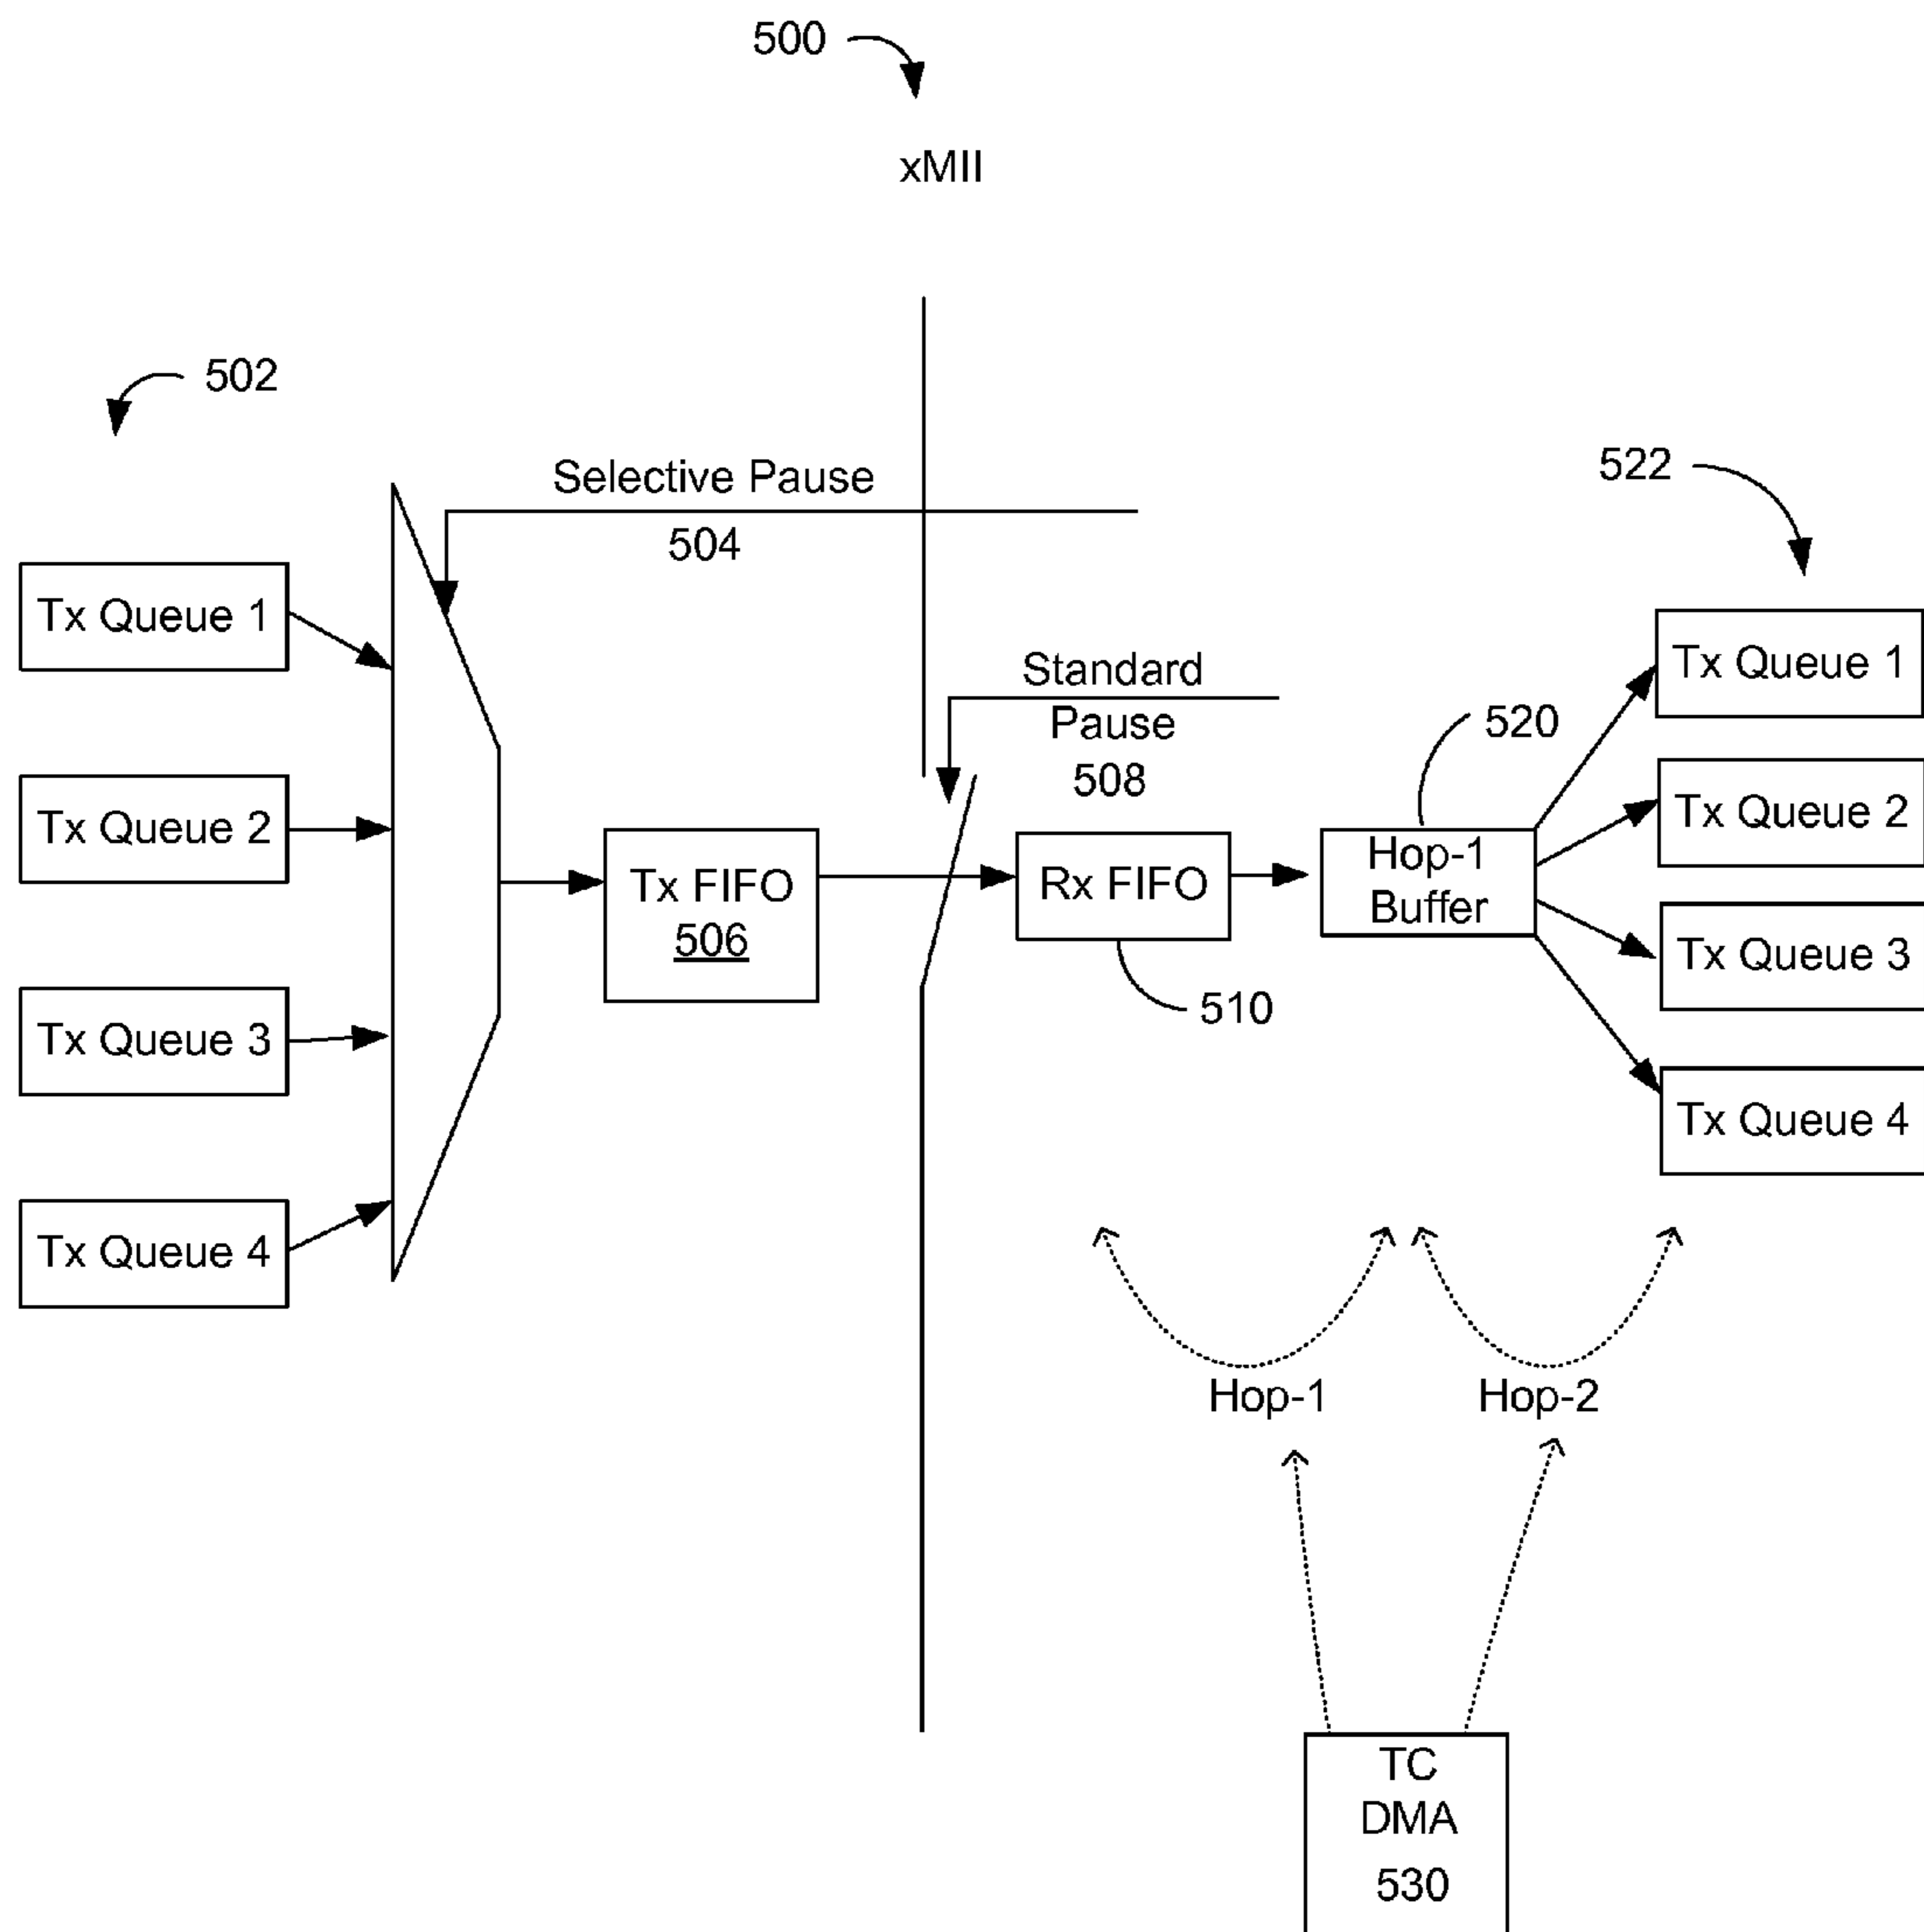 500
xMII
502
Selective Pause
504
522
Tx Queue 1
Standard
Pause
508
520
Tx Queue 1
Tx Queue 2
Tx Queue 2
Tx FIFO
506
Rx FIFO
Hop-1
Buffer
510
Tx Queue 3
Tx Queue 3
Tx Queue 4
Tx Queue 4
Hop-1
Hop-2
TC
DMA
530